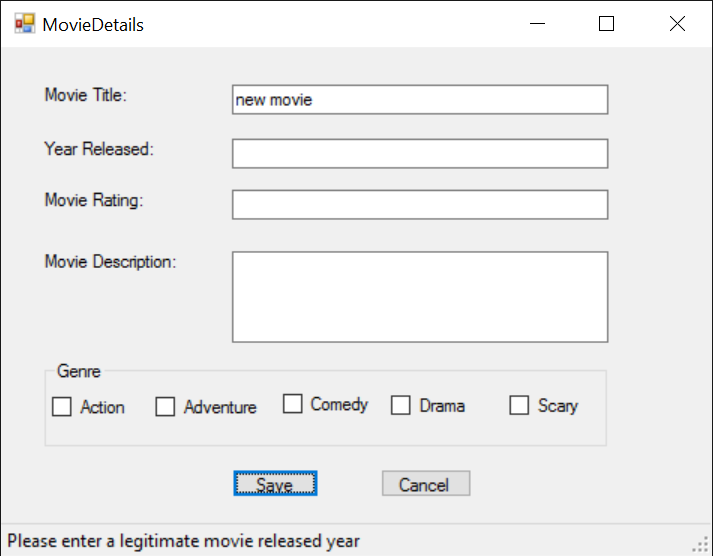 MovieDetails
Movie Title: new movie
Year Released:
Movie Rating:
Movie Description:
Genre
Action Adventure Comedy Drama Scary
Save Cancel
Please enter a legitimate movie released year